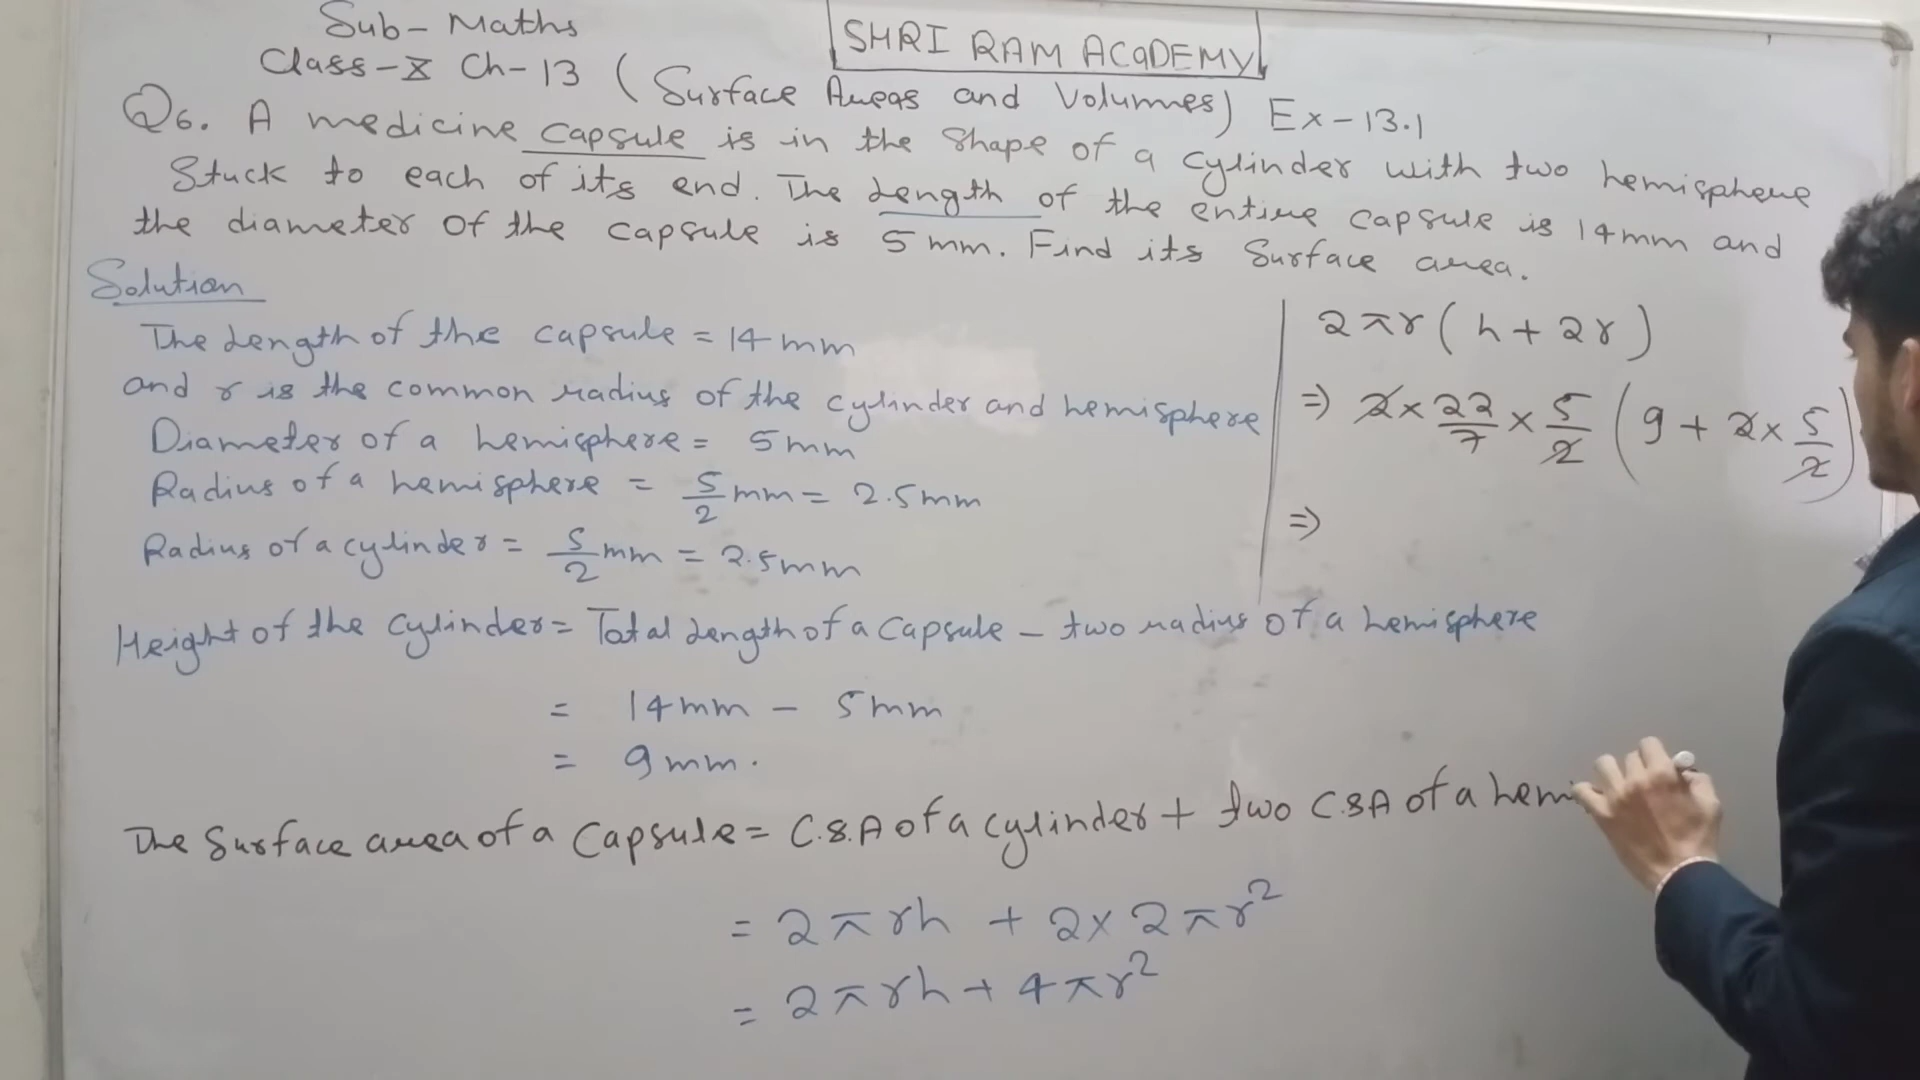 Sub- Maths
SHRI RAM ACADEMY
Class-X Ch-13 (Surface Areas and Volumes) Ex-13.1
Q6. A medicine capsule is in the shape of a cylinder with two hemisphere
Stuck to each of its end. The Length of the entire capsule is 14mm and
the diameter of the capsule is 5mm. Find its Surface area.
Solution
The Length of the capsule = 14mm
and r is the common radius of the cylinder and hemisphere
Diameter of a hemisphere = 5mm
Radius of a hemisphere = 5/2 mm = 2.5mm
Radius of a cylinder = 5/2 mm = 2.5mm
Height of the cylinder = Total Length of a Capsule - two radius of a hemisphere
= 14mm - 5mm
= 9mm.
The Surface area of a Capsule = C.S.A of a cylinder + two C.S.A of a hemi
= 2πrh + 2×2πr²
= 2πrh + 4πr²
2πr(h+2r)
⇒ 2×22/7×5/2(9+2×5/2)
⇒